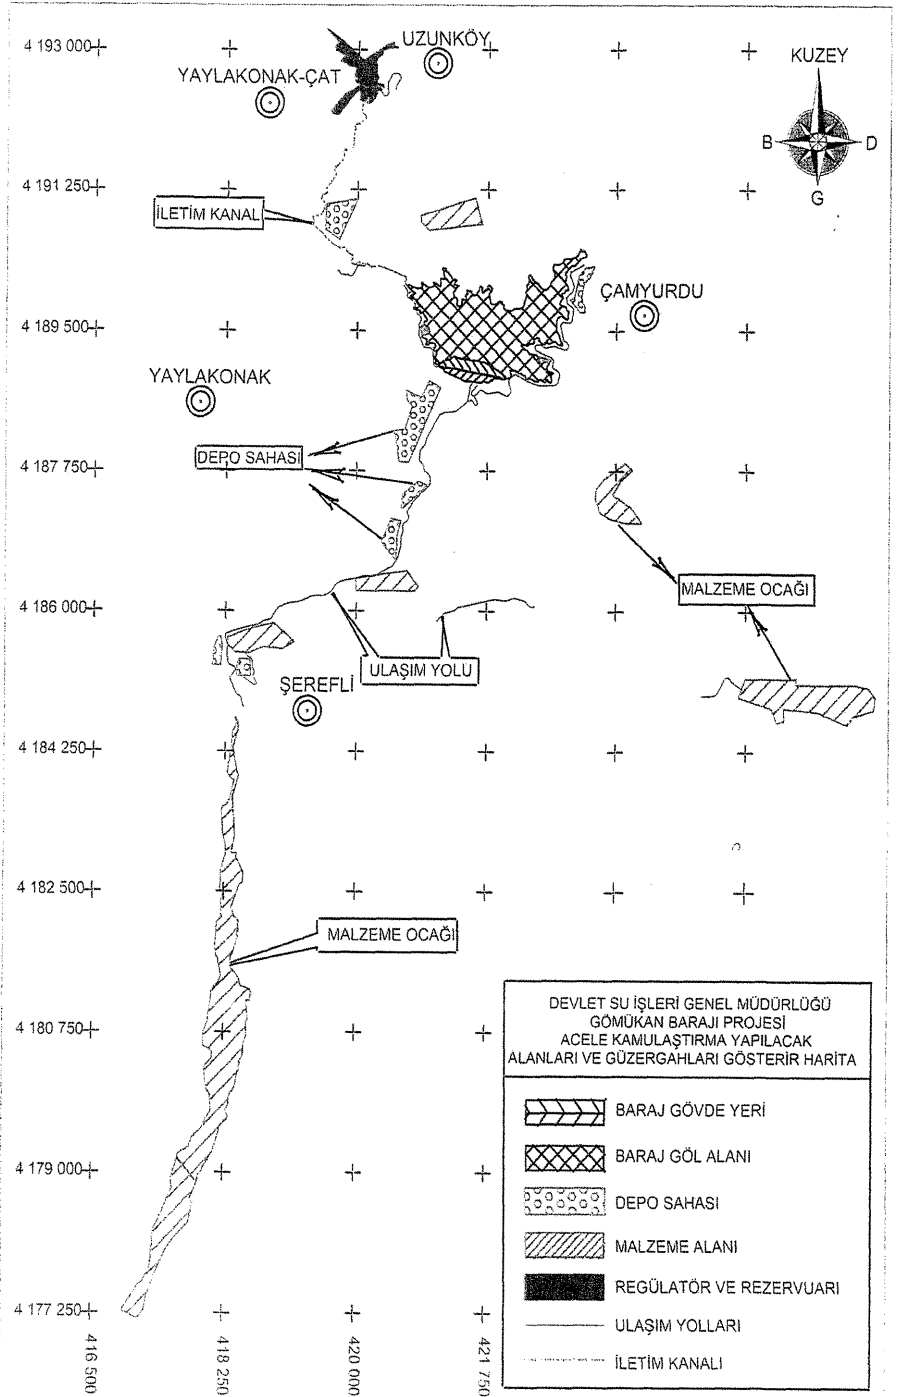 4 193 000
UZUNKÖY
YAYLAKONAK-ÇAT
KUZEY
B
D
G
4 191 250
İLETİM KANAL
ÇAMYURDU
4 189 500
YAYLAKONAK
DEPO SAHASI
4 187 750
MALZEME OCAĞI
4 186 000
ULAŞIM YOLU
ŞEREFLİ
4 184 250
4 182 500
MALZEME OCAĞI
4 180 750
4 179 000
4 177 250
416 500
418 250
420 000
421 750
DEVLET SU İŞLERİ GENEL MÜDÜRLÜĞÜ
GÖMÜKAN BARAJI PROJESİ
ACELE KAMULAŞTIRMA YAPILACAK
ALANLARI VE GÜZERGAHLARI GÖSTERİR HARİTA
BARAJ GÖVDE YERİ
BARAJ GÖL ALANI
DEPO SAHASI
MALZEME ALANI
REGÜLATÖR VE REZERVUARI
ULAŞIM YOLLARI
İLETİM KANALI